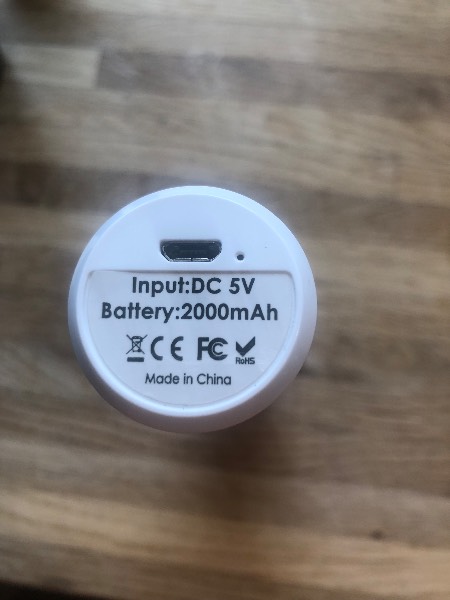 Input:DC 5V
Battery:2000mAh
CE FC RoHS
Made in China